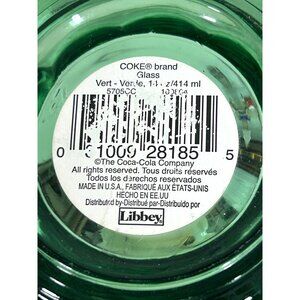 COKE® brand
Glass
Vert - Verde, 14 oz/414 ml
5705CC
0 31009 28185 5
©The Coca-Cola Company
All rights reserved. Tous droits réservés
Todos los derechos reservados
MADE IN U.S.A., FABRIQUÉ AUX ÉTATS-UNIS
HECHO EN EE.UU
Distributed by-Distribué par-Distribuido por
Libbey